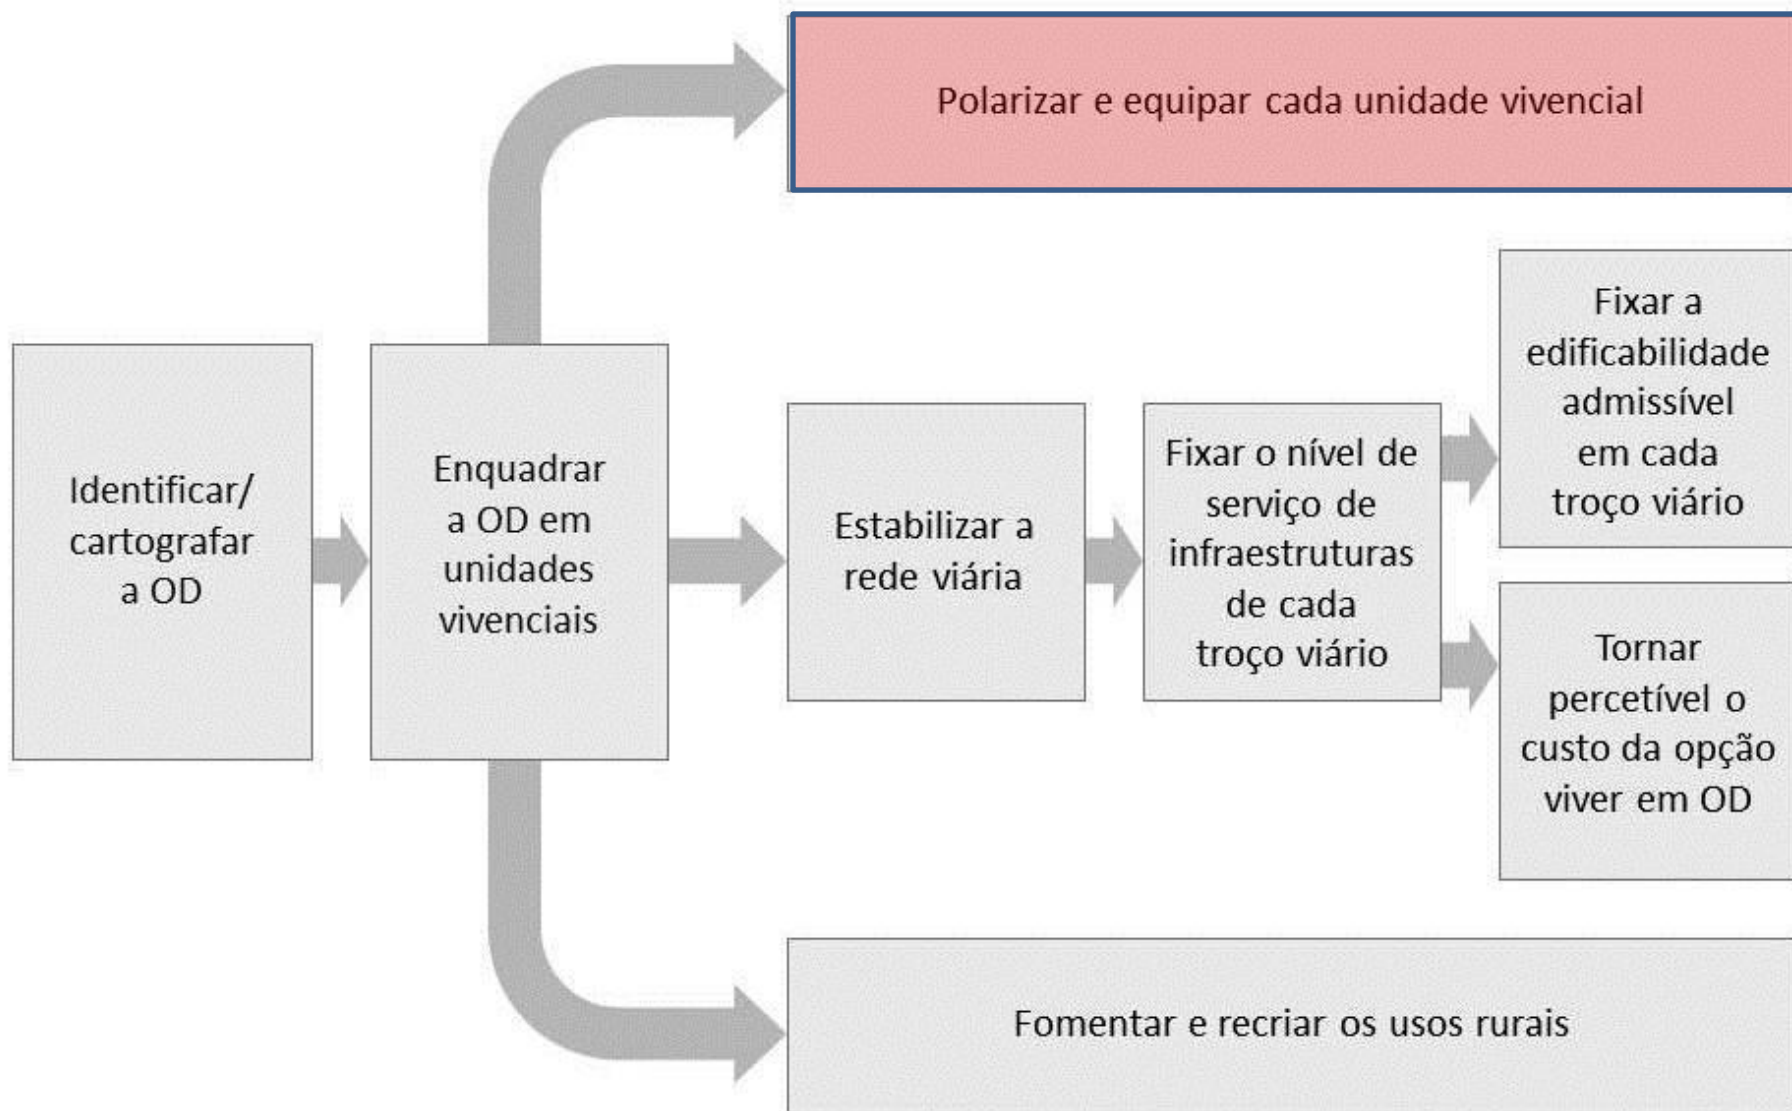 Polarizar e equipar cada unidade vivencial
Identificar/
cartografar
a OD
Enquadrar
a OD em
unidades
vivenciais
Estabilizar a
rede viária
Fixar o nível de
serviço de
infraestruturas
de cada
troço viário
Fixar a
edificabilidade
admissível
em cada
troço viário
Tornar
percetível o
custo da opção
viver em OD
Fomentar e recriar os usos rurais